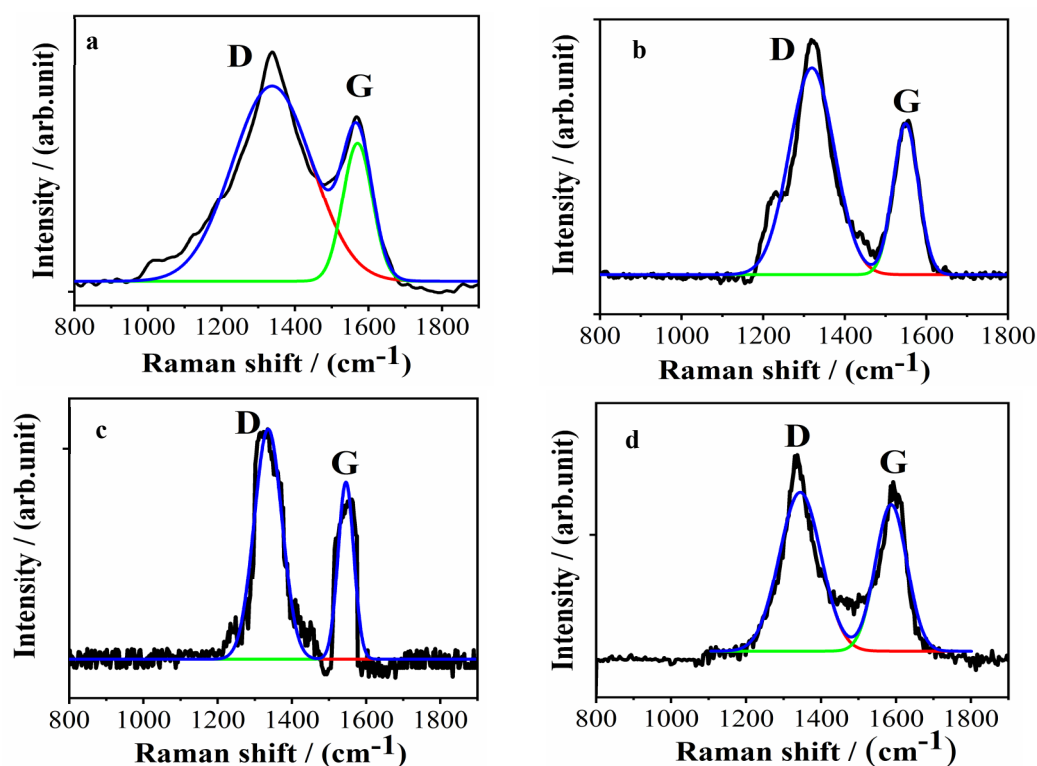 a
D
G
Intensity / (arb.unit)
800 1000 1200 1400 1600 1800
Raman shift / (cm-1)
b
D
G
Intensity / (arb.unit)
800 1000 1200 1400 1600 1800
Raman shift / (cm-1)
c
D
G
Intensity / (arb.unit)
800 1000 1200 1400 1600 1800
Raman shift / (cm-1)
d
D
G
Intensity / (arb.unit)
800 1000 1200 1400 1600 1800
Raman shift / (cm-1)